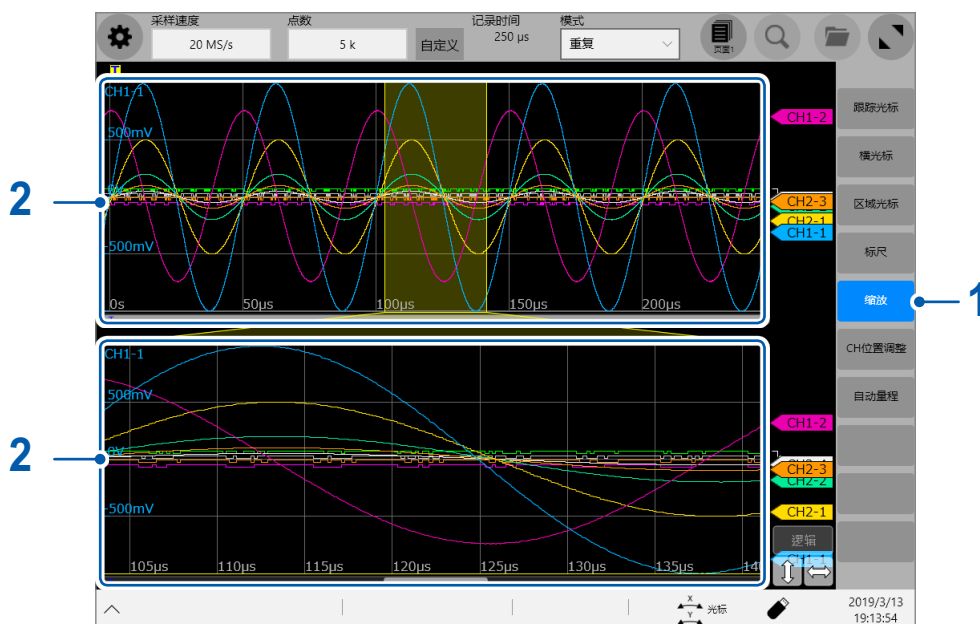 采样速度 点数 记录时间 模式
20 MS/s 5 k 自定义 250 µs 重复
页面1
T
CH1-1
500mV
0V
-500mV
0s 50µs 100µs 150µs 200µs
CH1-2
CH2-3
CH2-1
CH1-1
2
跟踪光标
横光标
区域光标
标尺
缩放
1
CH位置调整
自动量程
CH1-1
500mV
0V
-500mV
105µs 110µs 115µs 120µs 125µs 130µs 135µs 14
CH1-2
CH2-3
CH2-2
CH2-1
逻辑
CH1-1
2
X
Y
光标
2019/3/13
19:13:54